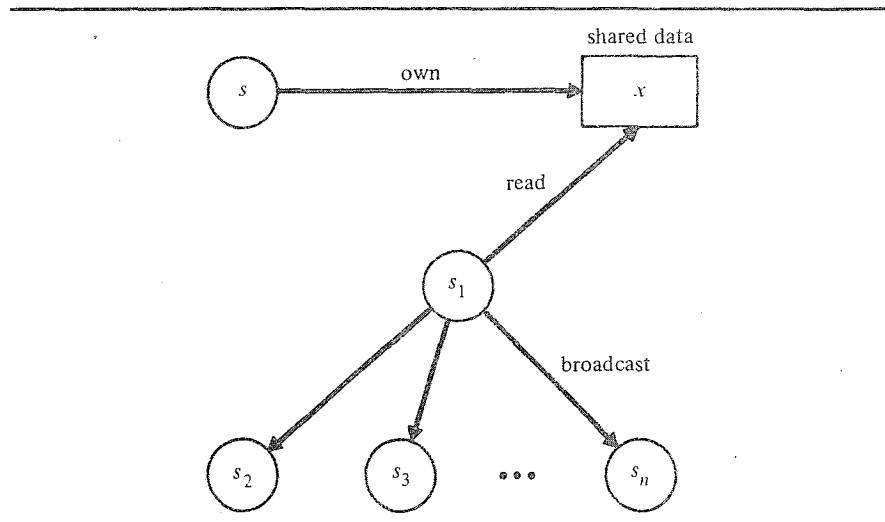 shared data
own
s
x
read
s₁
broadcast
s₂
s₃
...
sₙ